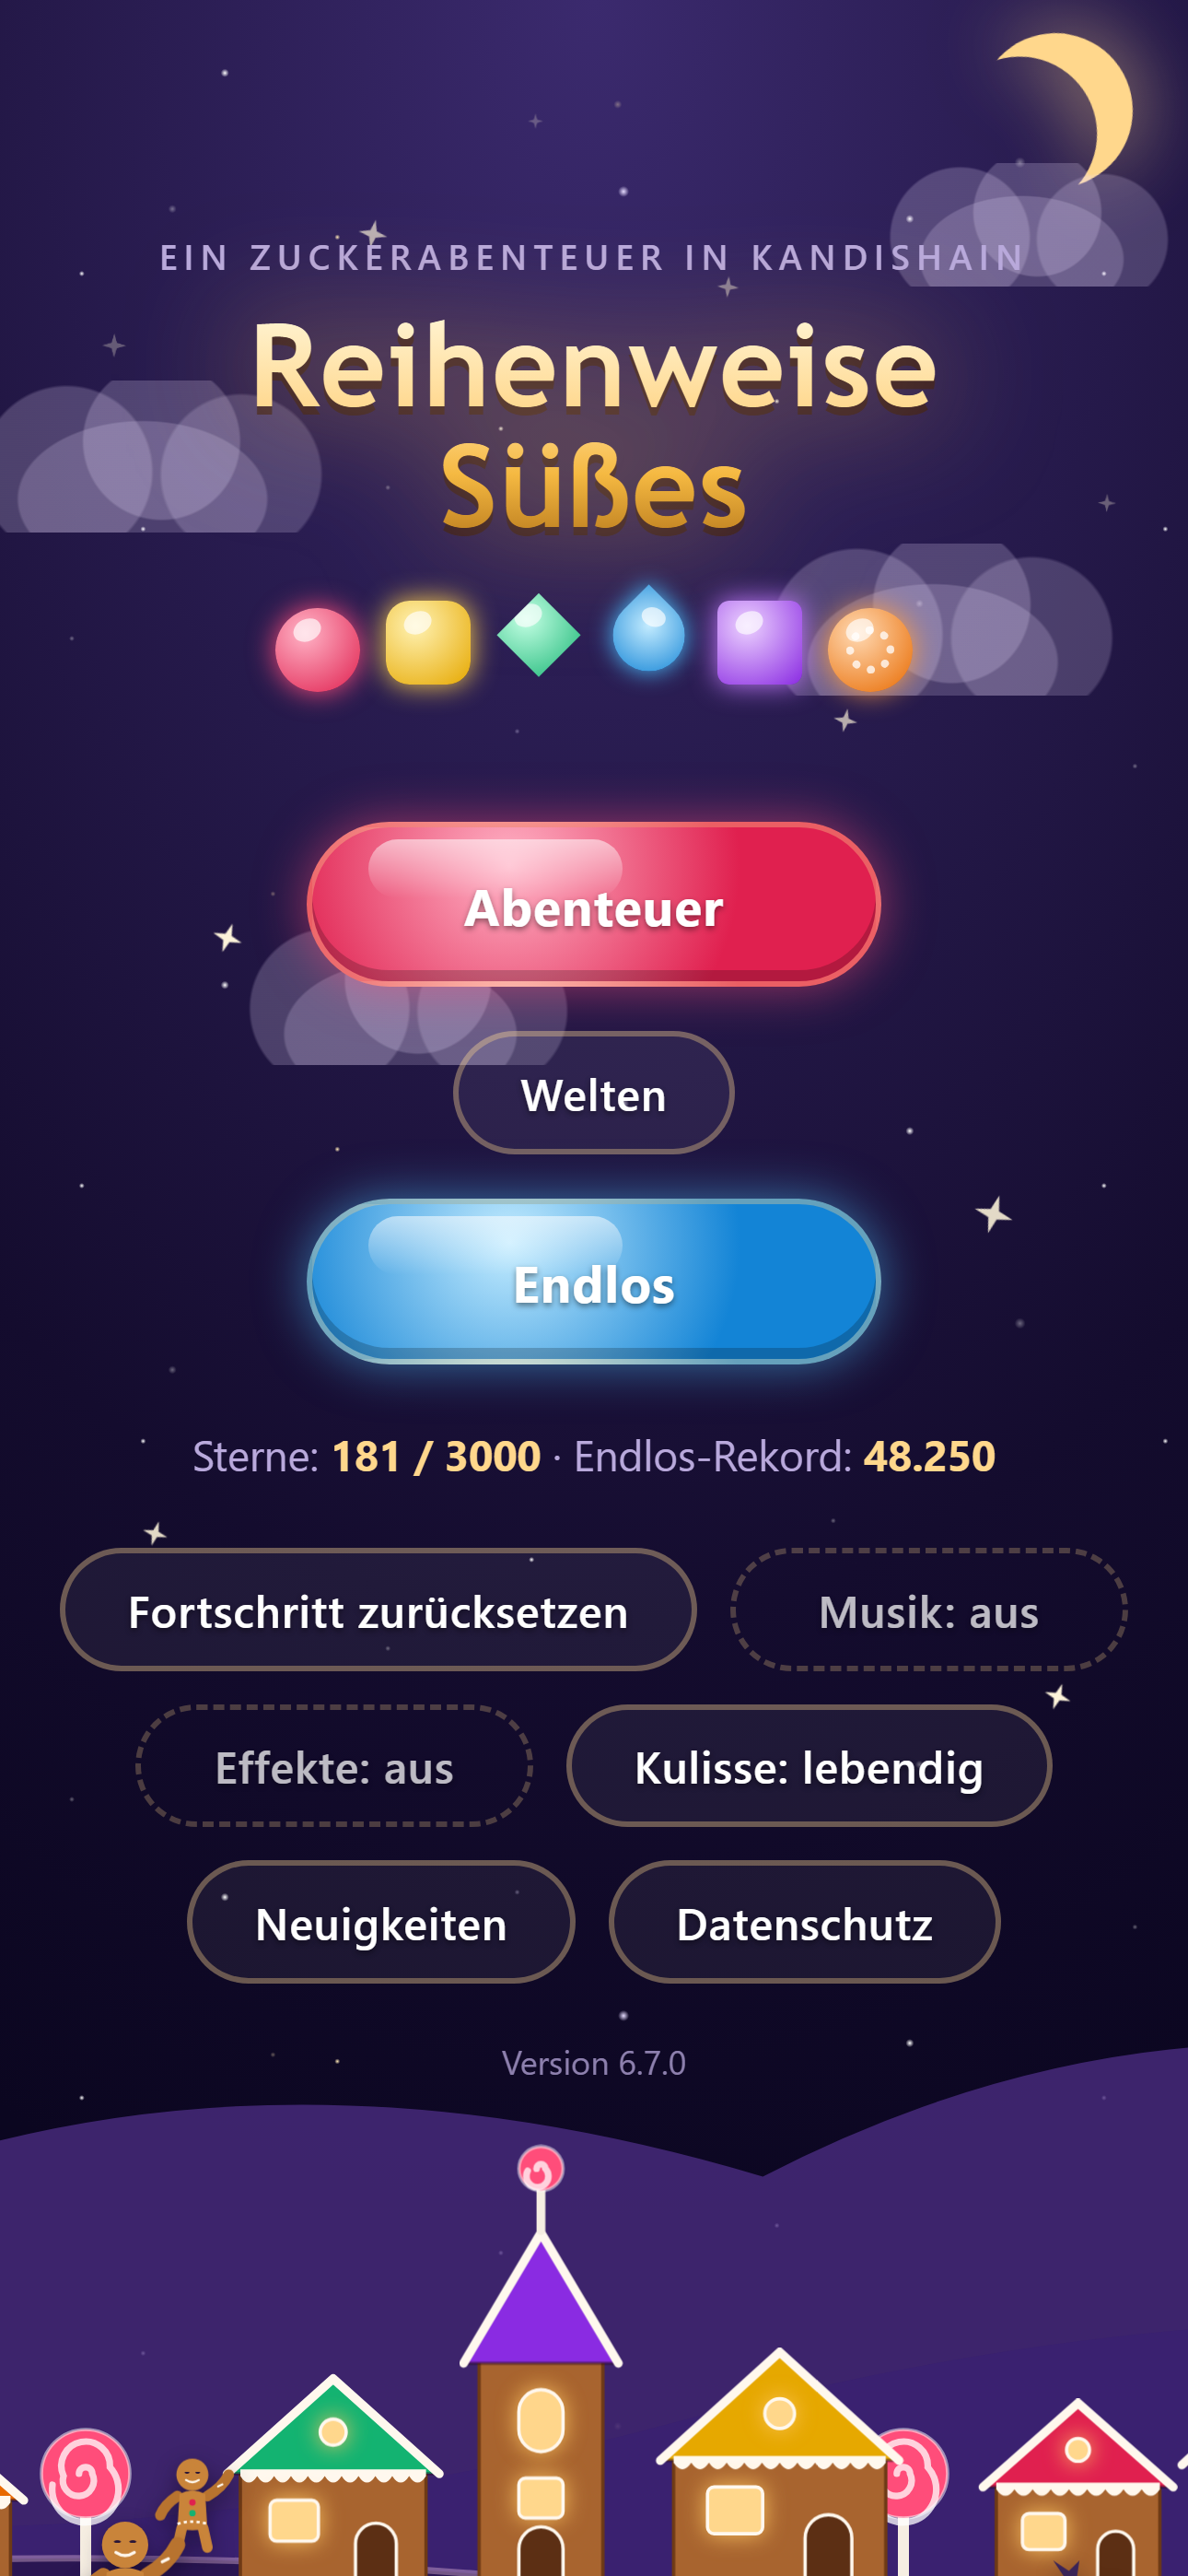 EIN ZUCKERABENTEUER IN KANDISHAIN
Reihenweise
Süßes
Abenteuer
Welten
Endlos
Sterne: 181 / 3000 · Endlos-Rekord: 48.250
Fortschritt zurücksetzen
Musik: aus
Effekte: aus
Kulisse: lebendig
Neuigkeiten
Datenschutz
Version 6.7.0